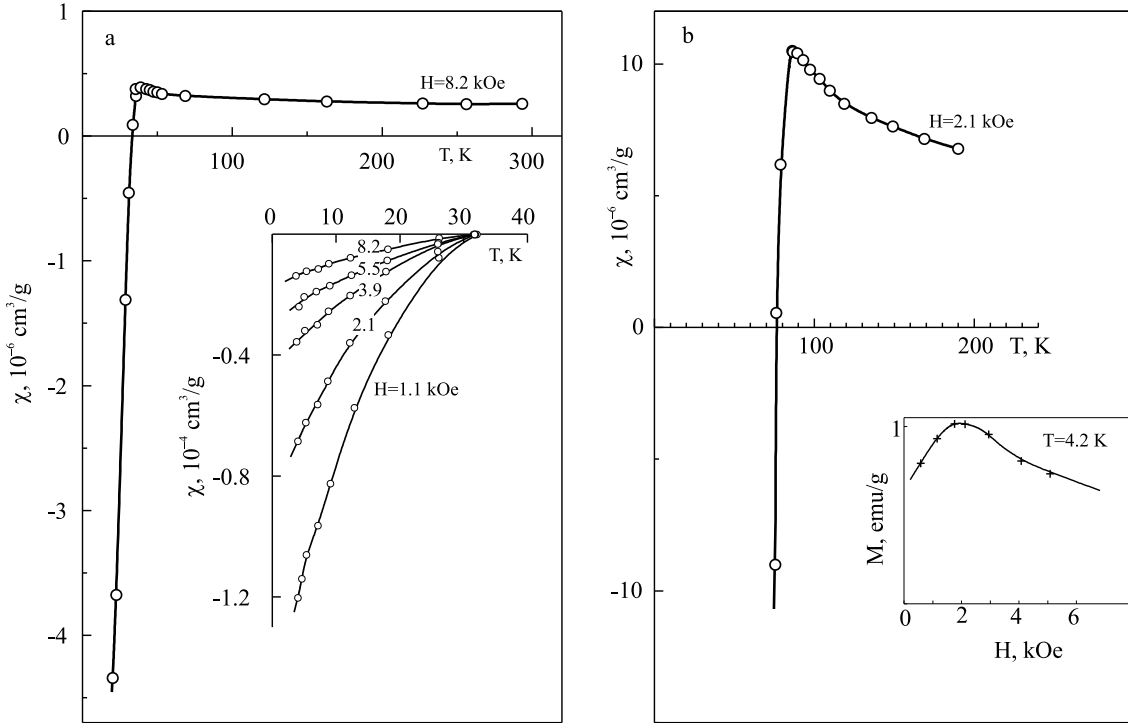 a
1
0
-1
-2
-3
-4
χ, 10⁻⁶ cm³/g
H=8.2 kOe
100
200
300
T, K
0
10
20
30
40
T, K
8.2
5.5
3.9
2.1
H=1.1 kOe
-0.4
-0.8
-1.2
χ, 10⁻⁴ cm³/g
b
10
0
-10
χ, 10⁻⁶ cm³/g
H=2.1 kOe
100
200
T, K
1
T=4.2 K
M, emu/g
0
2
4
6
H, kOe